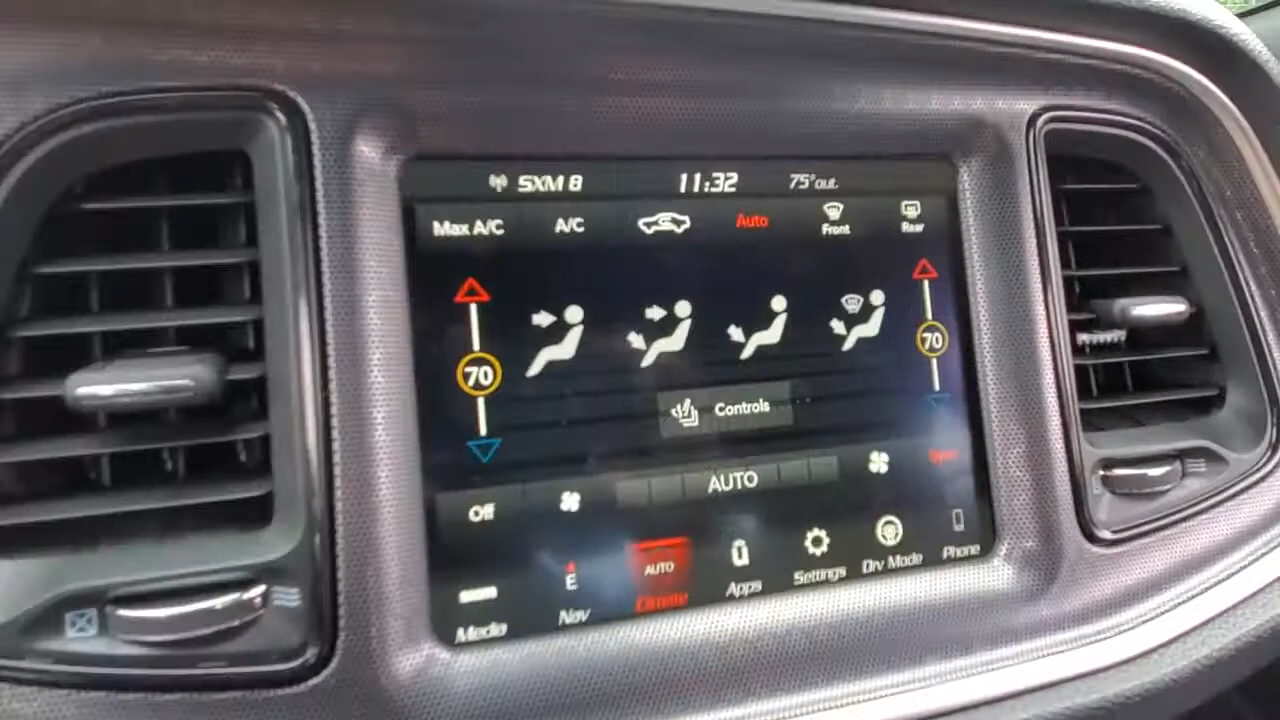 SXM 8 11:32 75° out.
Max A/C A/C Auto Front Rear
70 70
Controls
Off AUTO Sync
Media E Nav AUTO Climate Apps Settings Drv Mode Phone